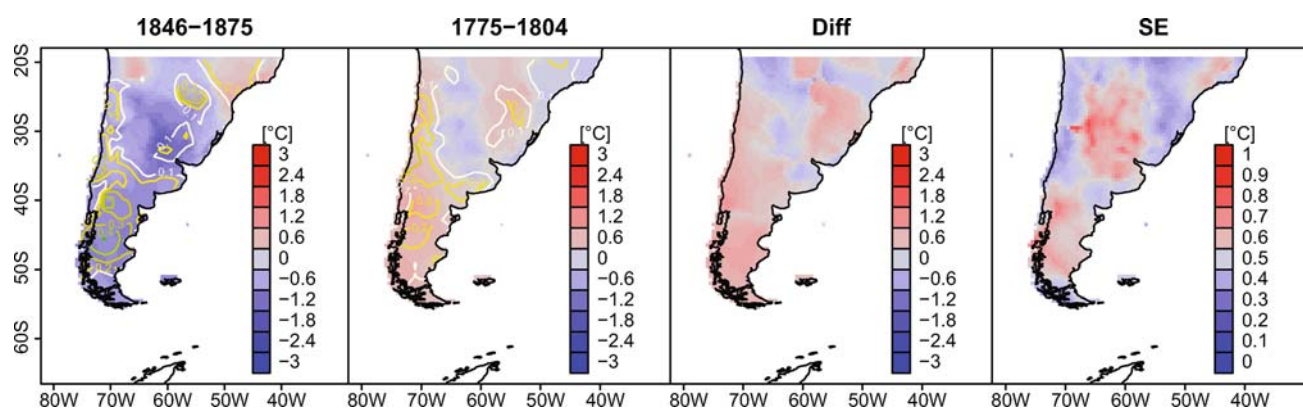 1846−1875 1775−1804 Diff SE
20S
30S
40S
50S
60S
[°C] [°C] [°C] [°C]
3 3 3 1
2.4 2.4 2.4 0.9
1.8 1.8 1.8 0.8
1.2 1.2 1.2 0.7
0.6 0.6 0.6 0.6
0 0 0 0.5
−0.6 −0.6 −0.6 0.4
−1.2 −1.2 −1.2 0.3
−1.8 −1.8 −1.8 0.2
−2.4 −2.4 −2.4 0.1
−3 −3 −3 0
80W 70W 60W 50W 40W 80W 70W 60W 50W 40W 80W 70W 60W 50W 40W 80W 70W 60W 50W 40W